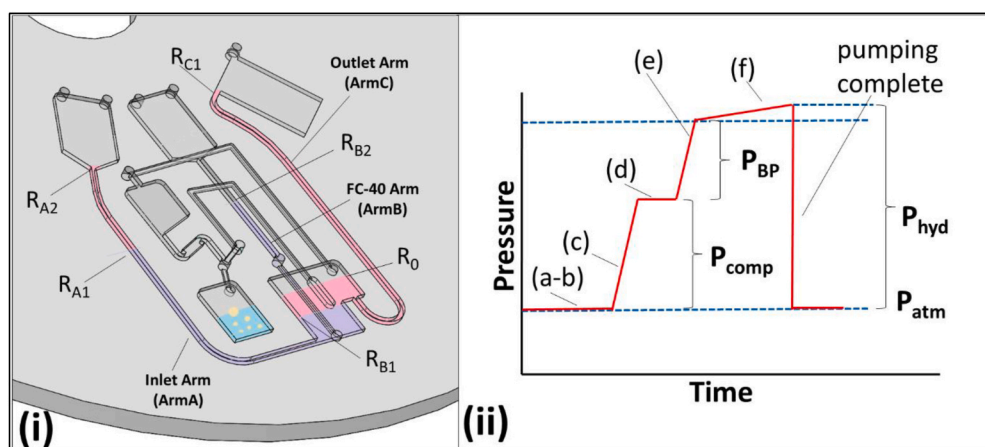 R_C1
Outlet Arm
(ArmC)
R_B2
R_A2
FC-40 Arm
(ArmB)
R_0
R_A1
R_B1
Inlet Arm
(ArmA)
(i)
pumping
complete
(e)
(f)
P_BP
(d)
P_hyd
(c)
P_comp
(a-b)
P_atm
Pressure
Time
(ii)